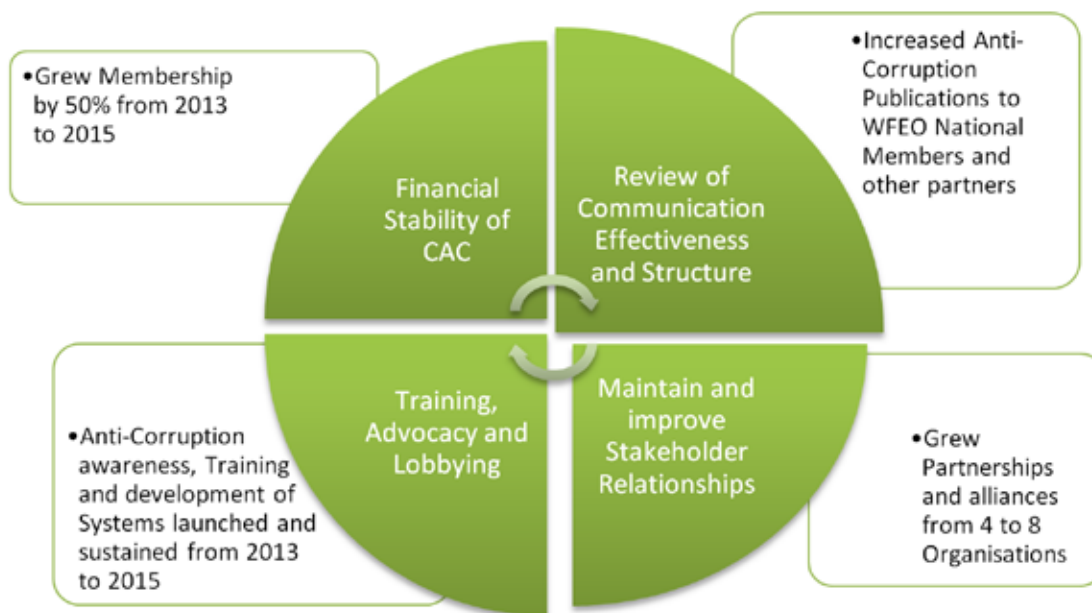 •Grew Membership
by 50% from 2013
to 2015
Financial
Stability of
CAC
Review of
Communication
Effectiveness
and Structure
•Increased Anti-
Corruption
Publications to
WFEO National
Members and
other partners
•Anti-Corruption
awareness, Training
and development of
Systems launched and
sustained from 2013
to 2015
Training,
Advocacy and
Lobbying
Maintain and
improve
Stakeholder
Relationships
•Grew
Partnerships
and alliances
from 4 to 8
Organisations